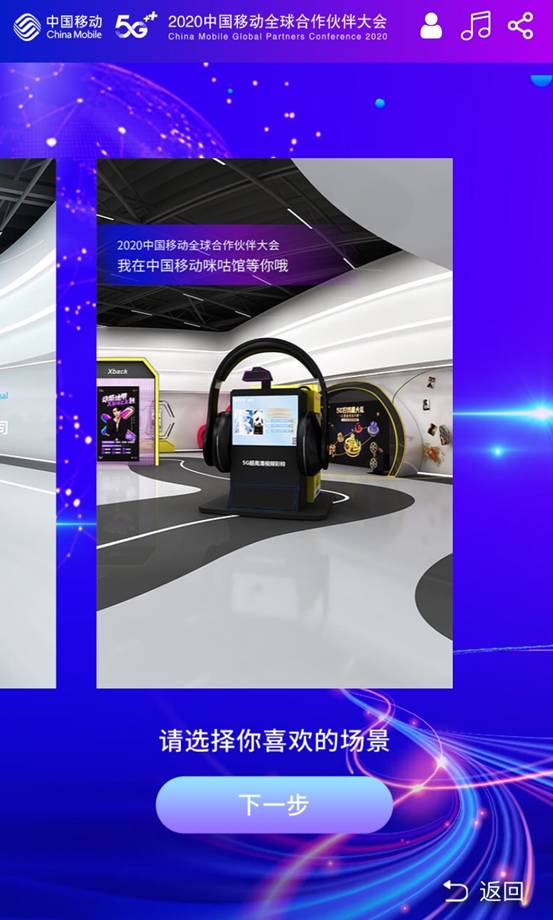 中国移动
China Mobile
5G++
2020中国移动全球合作伙伴大会
China Mobile Global Partners Conference 2020
2020中国移动全球合作伙伴大会
我在中国移动咪咕馆等你哦
Xback
5G超高清视频彩铃
司
请选择你喜欢的场景
下一步
返回